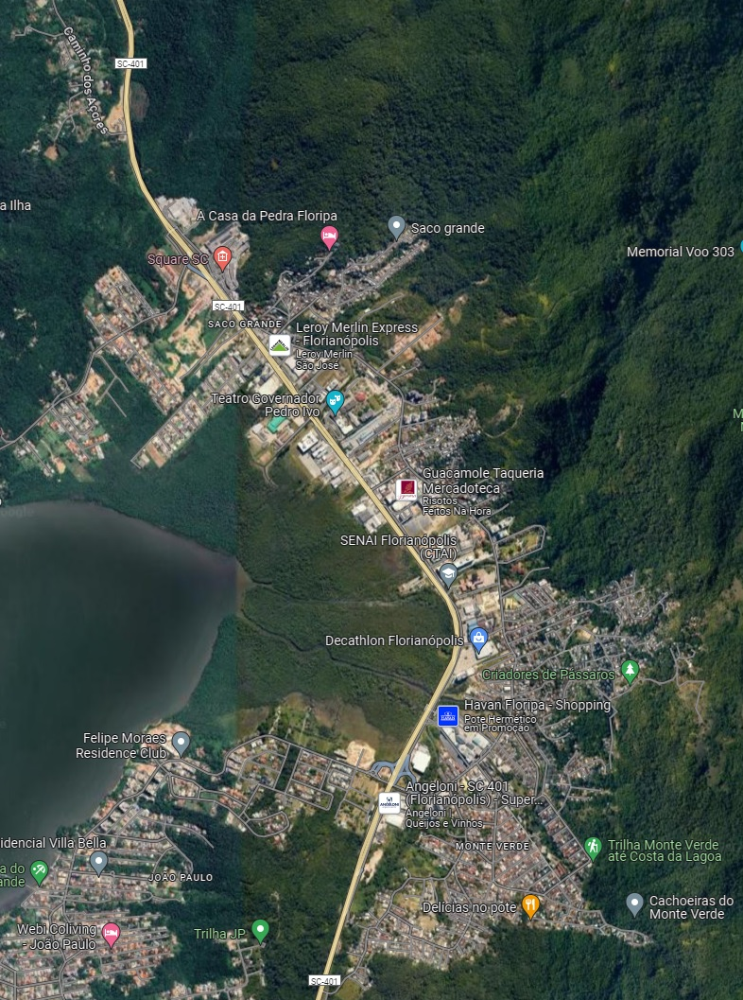 Caminho dos Açores
SC-401
a Ilha
A Casa da Pedra Floripa
Saco grande
Memorial Voo 303
Square SC
SC-401
SACO GRANDE
Leroy Merlin Express
- Florianópolis
Leroy Merlin
São José
Teatro Governador
Pedro Ivo
M
Guacamole Taqueria
Mercadoteca
Risotos
Feitos Na Hora
SENAI Florianópolis
(CTAI)
Decathlon Florianópolis
Criadores de Pássaros
Havan Floripa - Shopping
Pote Hermético
em Promoção
Felipe Moraes
Residence Club
Angeloni - SC 401
(Florianópolis) - Super...
Angeloni |
Queijos e Vinhos
ANGELONI
MONTE VERDE
Trilha Monte Verde
até Costa da Lagoa
idencial Villa Bella
a do
ande
JOÃO PAULO
Delícias no pote
Cachoeiras do
Monte Verde
Webi Coliving
- João Paulo
Trilha JP
SC-401